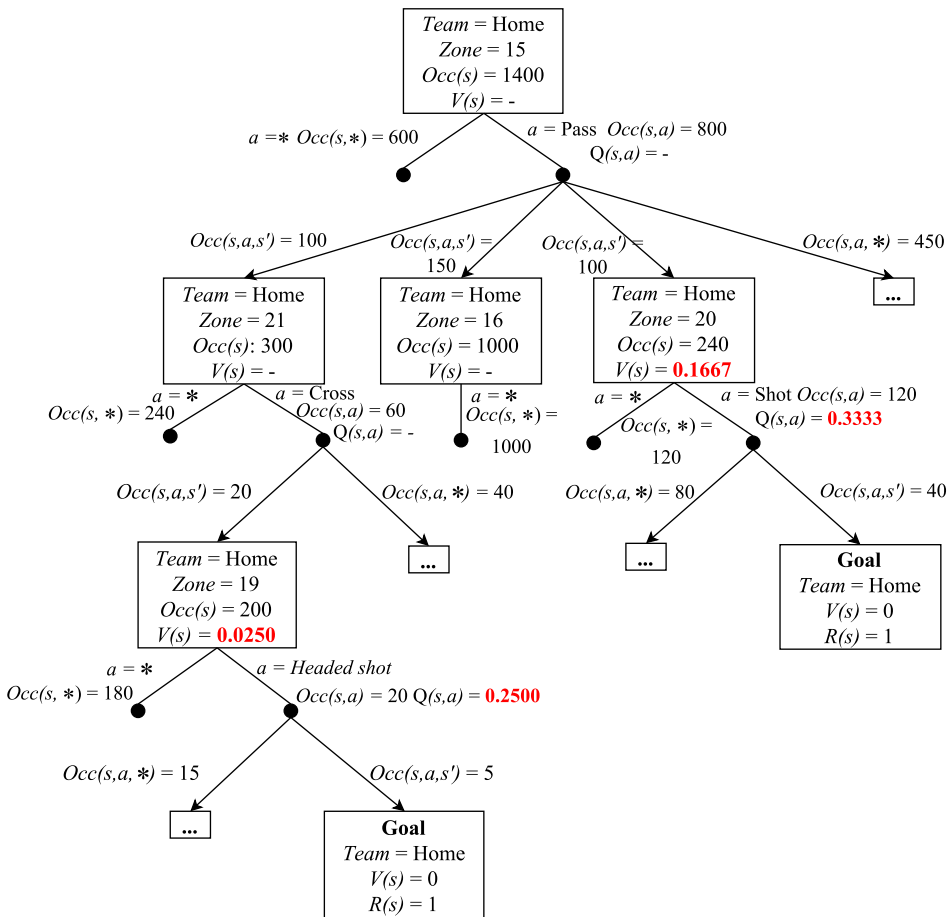 Team = Home
Zone = 15
Occ(s) = 1400
V(s) = -
a =* Occ(s,*) = 600
a = Pass Occ(s,a) = 800
Q(s,a) = -
Occ(s,a,s') = 100
Occ(s,a,s') =
150
Occ(s,a,s') =
100
Occ(s,a,*) = 450
Team = Home
Zone = 21
Occ(s): 300
V(s) = -
Team = Home
Zone = 16
Occ(s) = 1000
V(s) = -
Team = Home
Zone = 20
Occ(s) = 240
V(s) = 0.1667
...
a = *
Occ(s, *) = 240
a = Cross
Occ(s,a) = 60
Q(s,a) = -
a = *
Occ(s, *) =
1000
a = *
Occ(s, *) =
120
a = Shot Occ(s,a) = 120
Q(s,a) = 0.3333
Occ(s,a,s') = 20
Occ(s,a,*) = 40
Occ(s,a,*) = 80
Occ(s,a,s') = 40
Team = Home
Zone = 19
Occ(s) = 200
V(s) = 0.0250
...
...
Goal
Team = Home
V(s) = 0
R(s) = 1
a = *
Occ(s, *) = 180
a = Headed shot
Occ(s,a) = 20 Q(s,a) = 0.2500
Occ(s,a,*) = 15
Occ(s,a,s') = 5
...
Goal
Team = Home
V(s) = 0
R(s) = 1